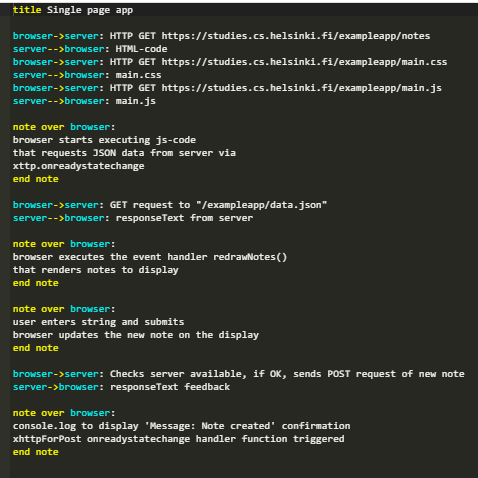 title Single page app
browser->server: HTTP GET https://studies.cs.helsinki.fi/exampleapp/notes
server-->browser: HTML-code
browser->server: HTTP GET https://studies.cs.helsinki.fi/exampleapp/main.css
server-->browser: main.css
browser->server: HTTP GET https://studies.cs.helsinki.fi/exampleapp/main.js
server-->browser: main.js
note over browser:
browser starts executing js-code
that requests JSON data from server via
xttp.onreadystatechange
end note
browser->server: GET request to "/exampleapp/data.json"
server-->browser: responseText from server
note over browser:
browser executes the event handler redrawNotes()
that renders notes to display
end note
note over browser:
user enters string and submits
browser updates the new note on the display
end note
browser->server: Checks server available, if OK, sends POST request of new note
server->browser: responseText feedback
note over browser:
console.log to display 'Message: Note created' confirmation
xhttpForPost onreadystatechange handler function triggered
end note